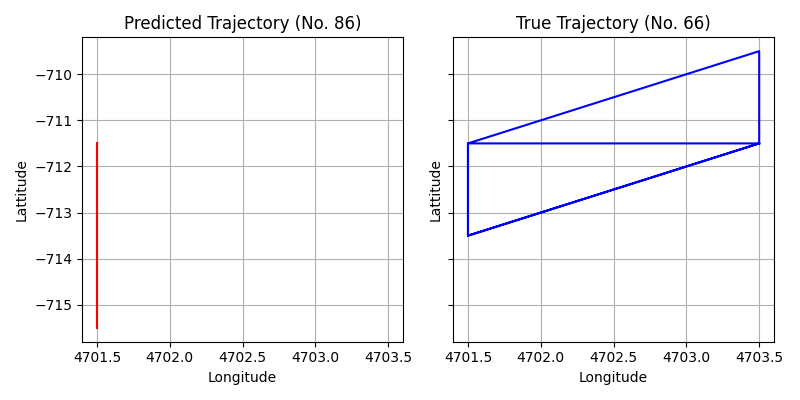 Predicted Trajectory (No. 86)
True Trajectory (No. 66)
Lattitude
−710
−711
−712
−713
−714
−715
4701.5 4702.0 4702.5 4703.0 4703.5
Longitude
Lattitude
4701.5 4702.0 4702.5 4703.0 4703.5
Longitude